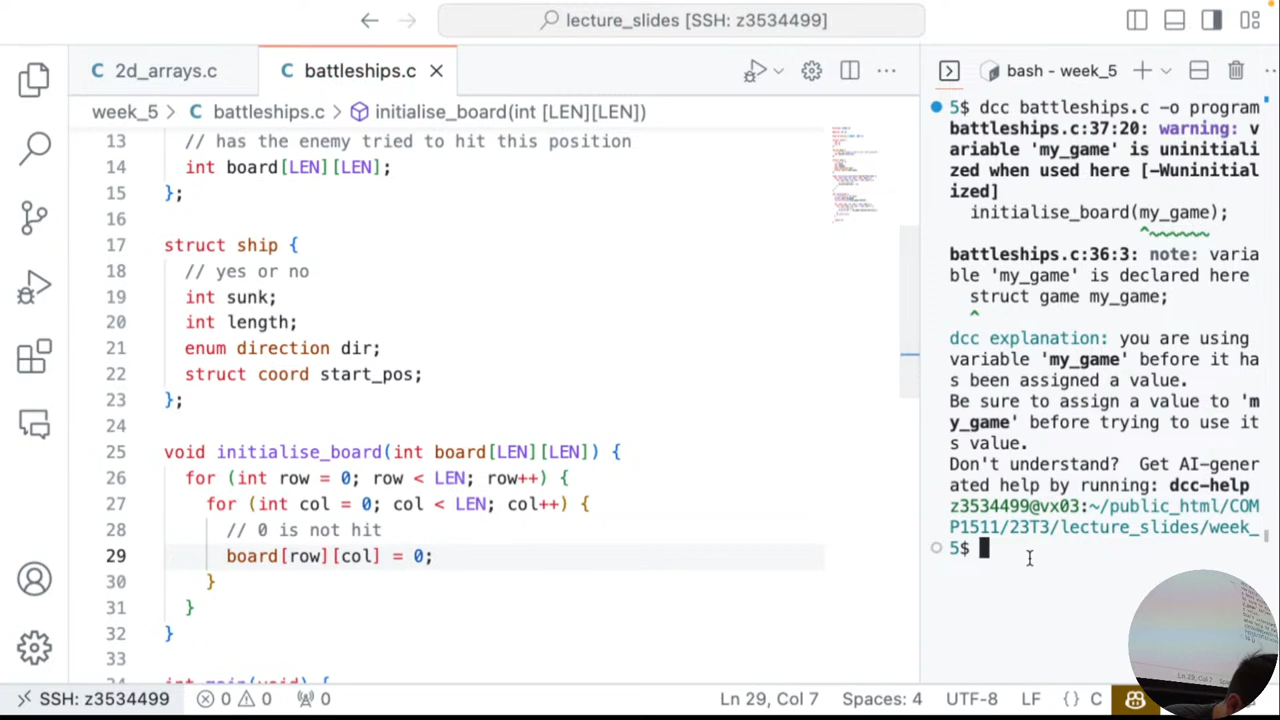 lecture_slides [SSH: z3534499]
2d_arrays.c
battleships.c
bash - week_5
week_5 > C battleships.c > initialise_board(int [LEN][LEN])
13 // has the enemy tried to hit this position
14 int board[LEN][LEN];
15 };
16
17 struct ship {
18 // yes or no
19 int sunk;
20 int length;
21 enum direction dir;
22 struct coord start_pos;
23 };
24
25 void initialise_board(int board[LEN][LEN]) {
26 for (int row = 0; row < LEN; row++) {
27 for (int col = 0; col < LEN; col++) {
28 // 0 is not hit
29 board[row][col] = 0;
30 }
31 }
32 }
33
5$ dcc battleships.c -o program
battleships.c:37:20: warning: v
ariable 'my_game' is uninitiali
zed when used here [-Wuninitial
ized]
initialise_board(my_game);
^~~~~~~
battleships.c:36:3: note: varia
ble 'my_game' is declared here
struct game my_game;
^
dcc explanation: you are using
variable 'my_game' before it ha
s been assigned a value.
Be sure to assign a value to 'm
y_game' before trying to use it
s value.
Don't understand?  Get AI-gener
ated help by running: dcc-help
z3534499@vx03:~/public_html/COM
P1511/23T3/lecture_slides/week_
5$
SSH: z3534499
0 0
0
Ln 29, Col 7
Spaces: 4
UTF-8
LF
{} C